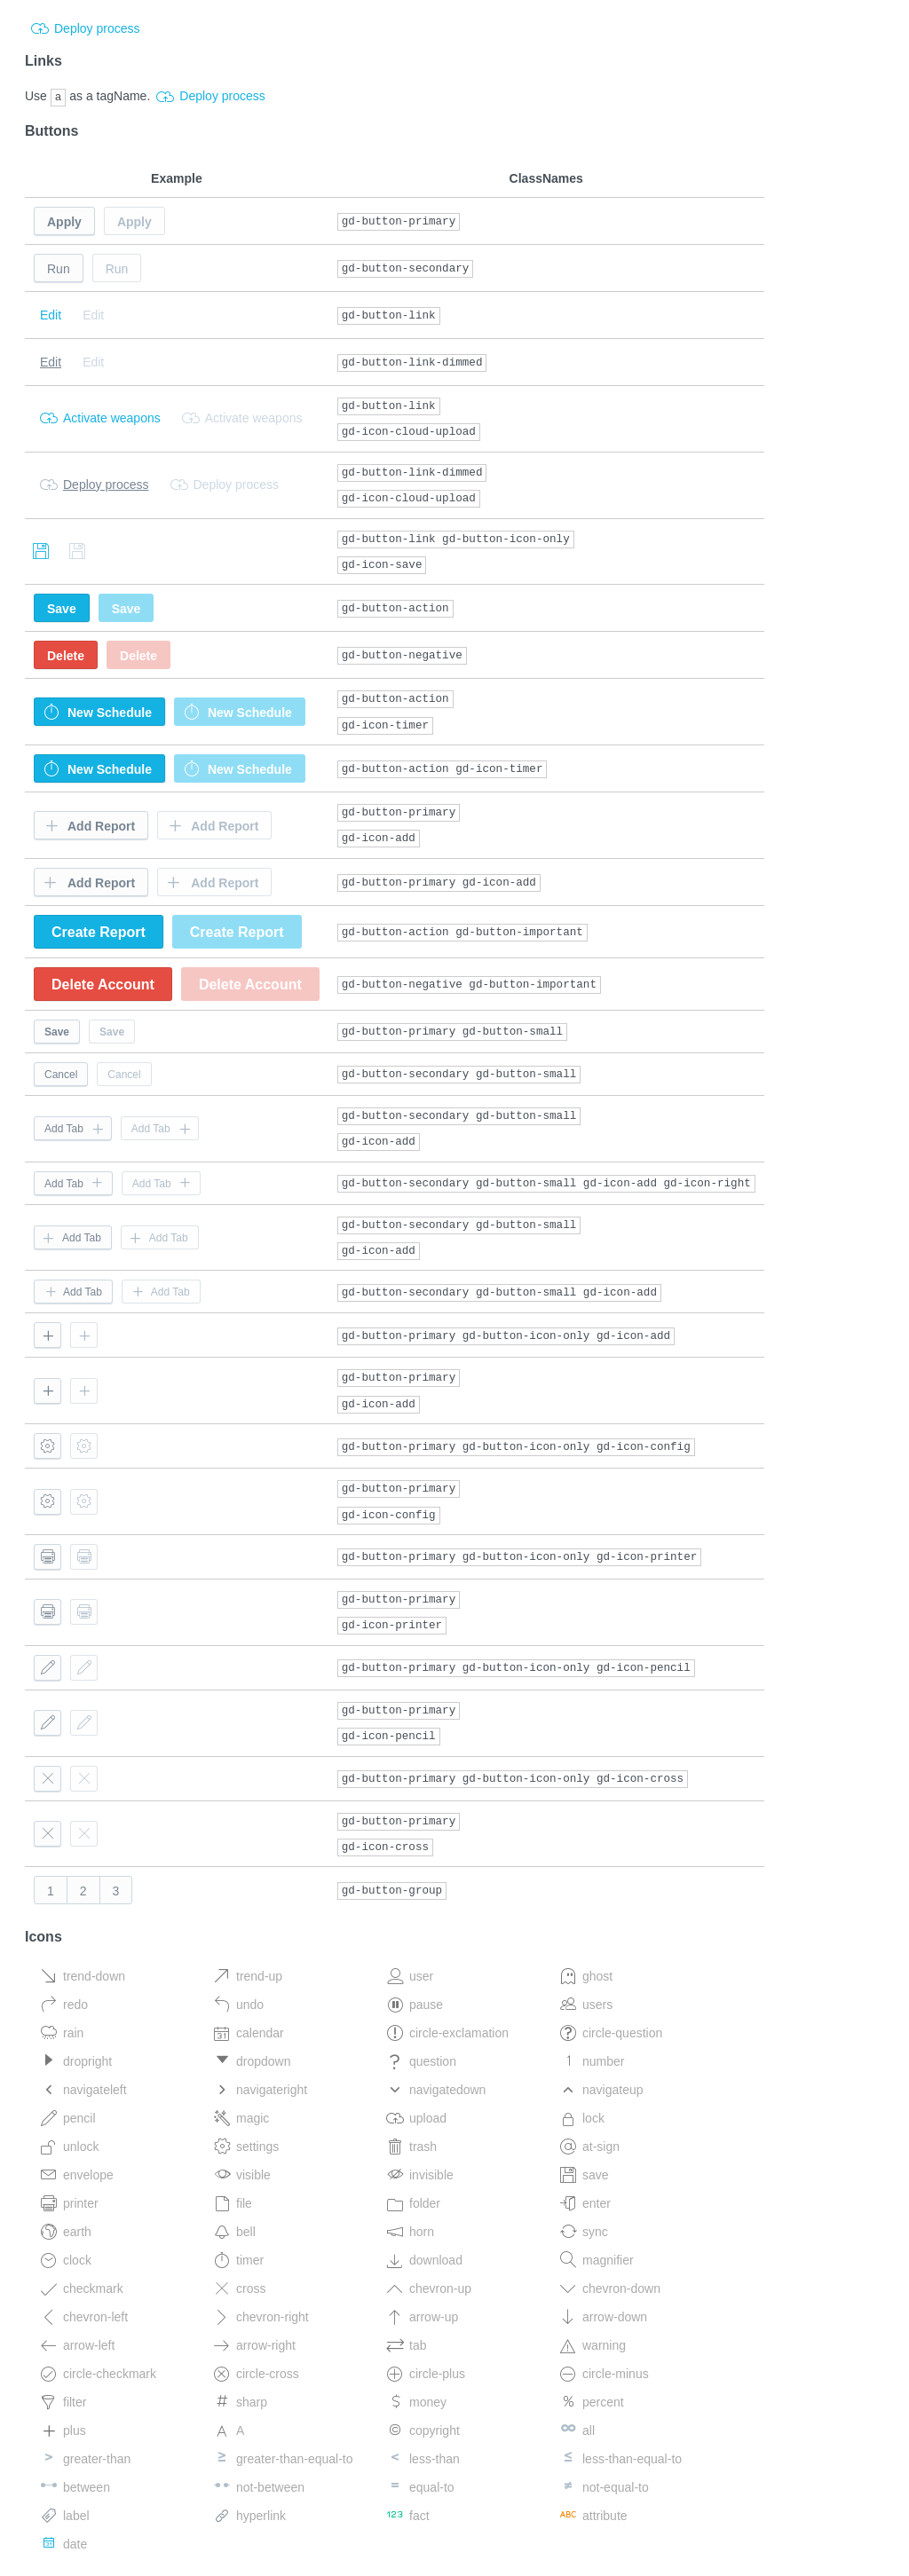 Deploy process
Links
Use a as a tagName. Deploy process
Buttons
Example ClassNames
Apply Apply gd-button-primary
Run Run gd-button-secondary
Edit Edit gd-button-link
Edit Edit gd-button-link-dimmed
Activate weapons Activate weapons gd-button-link
gd-icon-cloud-upload
Deploy process Deploy process gd-button-link-dimmed
gd-icon-cloud-upload
gd-button-link gd-button-icon-only
gd-icon-save
Save Save gd-button-action
Delete Delete gd-button-negative
New Schedule New Schedule gd-button-action
gd-icon-timer
New Schedule New Schedule gd-button-action gd-icon-timer
Add Report Add Report gd-button-primary
gd-icon-add
Add Report Add Report gd-button-primary gd-icon-add
Create Report Create Report gd-button-action gd-button-important
Delete Account Delete Account gd-button-negative gd-button-important
Save Save gd-button-primary gd-button-small
Cancel Cancel gd-button-secondary gd-button-small
Add Tab Add Tab gd-button-secondary gd-button-small
gd-icon-add
Add Tab Add Tab gd-button-secondary gd-button-small gd-icon-add gd-icon-right
Add Tab Add Tab gd-button-secondary gd-button-small
gd-icon-add
Add Tab Add Tab gd-button-secondary gd-button-small gd-icon-add
gd-button-primary gd-button-icon-only gd-icon-add
gd-button-primary
gd-icon-add
gd-button-primary gd-button-icon-only gd-icon-config
gd-button-primary
gd-icon-config
gd-button-primary gd-button-icon-only gd-icon-printer
gd-button-primary
gd-icon-printer
gd-button-primary gd-button-icon-only gd-icon-pencil
gd-button-primary
gd-icon-pencil
gd-button-primary gd-button-icon-only gd-icon-cross
gd-button-primary
gd-icon-cross
1 2 3 gd-button-group
Icons
trend-down trend-up user ghost
redo undo pause users
rain 31 calendar circle-exclamation circle-question
dropright dropdown question 1 number
navigateleft navigateright navigatedown navigateup
pencil magic upload lock
unlock settings trash at-sign
envelope visible invisible save
printer file folder enter
earth bell horn sync
clock timer download magnifier
checkmark cross chevron-up chevron-down
chevron-left chevron-right arrow-up arrow-down
arrow-left arrow-right tab warning
circle-checkmark circle-cross circle-plus circle-minus
filter # sharp $ money % percent
+ plus A A © copyright ∞ all
> greater-than ≥ greater-than-equal-to < less-than ≤ less-than-equal-to
between not-between = equal-to ≠ not-equal-to
label hyperlink 123 fact ABC attribute
date